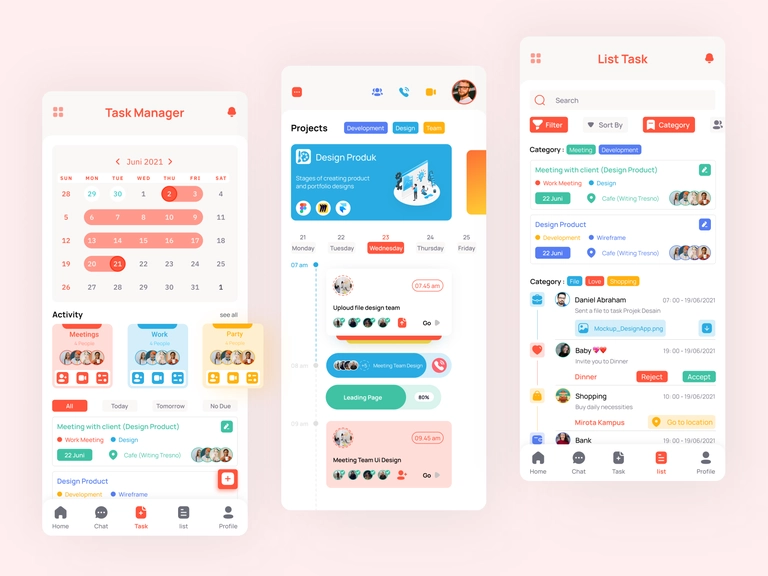 Task Manager
Juni 2021
SUN MON TUE WED THU FRI SAT
28 29 30 1 2 3 4
5 6 7 8 9 10 11
12 13 14 15 16 17 18
19 20 21 22 23 24 25
26 27 28 29 30 31 1
Activity see all
Meetings Work Party
4 People 4 People 4 People
All Today Tomorrow No Due
Meeting with client (Design Product)
Work Meeting Design
22 Juni Cafe (Witing Tresno)
Design Product
Development Wireframe
Home Chat Task list Profile
Projects Development Design Team
Design Produk
Stages of creating product
and portfolio designs
21 22 23 24 25
Monday Tuesday Wednesday Thursday Friday
07 am
07.45 am
Uploud file design team
Go
08 am
Meeting Team Design
Leading Page 80%
09 am
09.45 am
Meeting Team Ui Design
Go
List Task
Search
Filter Sort By Category
Category : Meeting Development
Meeting with client (Design Product)
Work Meeting Design
22 Juni Cafe (Witing Tresno)
Design Product
Development Wireframe
22 Juni Cafe (Witing Tresno)
Category : File Love Shopping
Daniel Abraham 07:00 - 19/06/2021
Sent a file to task Projek Desain
Mockup_DesignApp.png
Baby 💖💖 19:00 - 19/06/2021
Invite you to Dinner
Dinner Reject Accept
Shopping 10:00 - 19/06/2021
Buy daily necessities
Mirota Kampus Go to location
Bank 19:00 - 19/06/2021
Home Chat Task list Profile